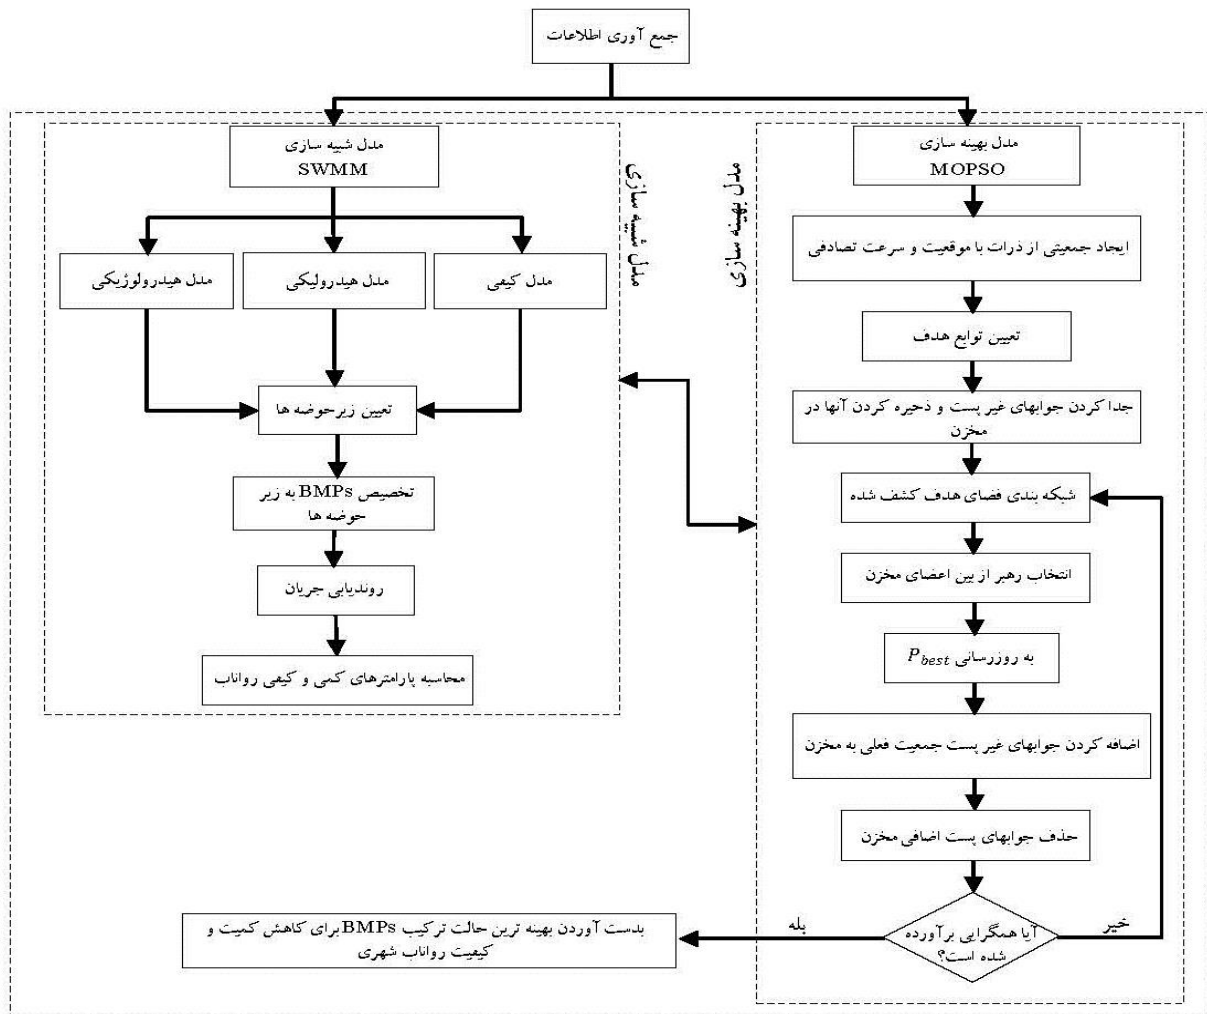 جمع آوری اطلاعات
مدل بهینه سازی
MOPSO
ایجاد جمعیتی از ذرات با موقعیت و سرعت تصادفی
تعیین توابع هدف
جدا کردن جوابهای غیر پست و ذحیره کردن آنها در
مخزن
شبکه بندی فضای هدف کشف شده
انتخاب رهبر از بین اعضای مخزن
به روزرسانی P_best
اضافه کردن جوابهای غیر پست جمعیت فعلی به مخزن
حذف جوابهای پست اضافی مخزن
آیا همگرایی برآورده
شده است؟
خیر
بله
مدل بهینه سازی
مدل شبیه سازی
مدل شبیه سازی
SWMM
مدل کیفی
مدل هیدرولیکی
مدل هیدرولوژیکی
تعیین زیرحوضه ها
تخصیص BMPs به زیر
حوضه ها
روندیابی جریان
محاسبه پارامترهای کمی و کیفی رواناب
بدست آوردن بهینه ترین حالت ترکیب BMPs برای کاهش کمیت و
کیفیت رواناب شهری